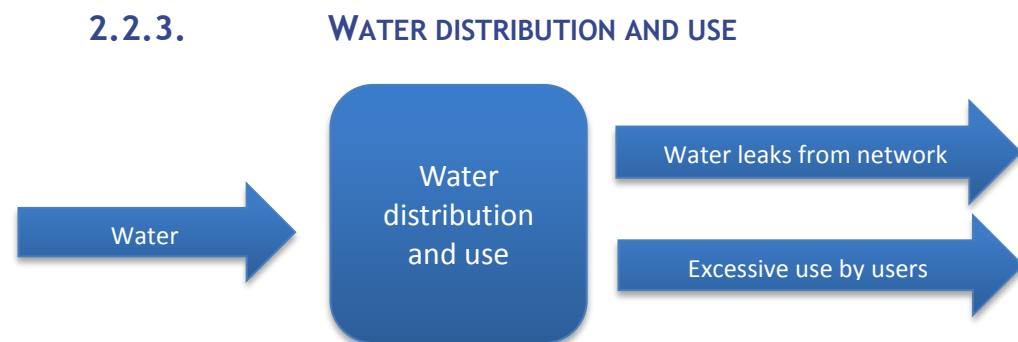 2.2.3. WATER DISTRIBUTION AND USE
Water leaks from network
Water
distribution
and use
Water
Excessive use by users